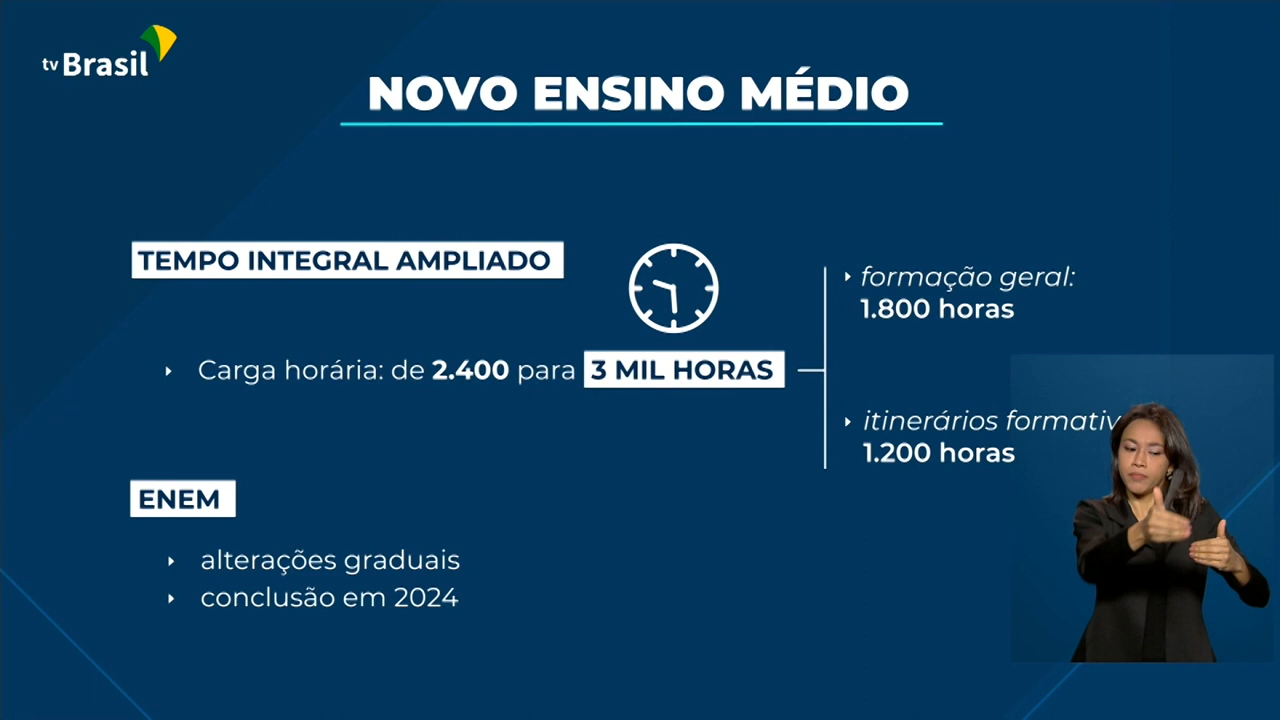 tv Brasil
NOVO ENSINO MÉDIO
TEMPO INTEGRAL AMPLIADO
Carga horária: de 2.400 para 3 MIL HORAS
formação geral:
1.800 horas
itinerários
1.200 horas
ENEM
alterações graduais
conclusão em 2024